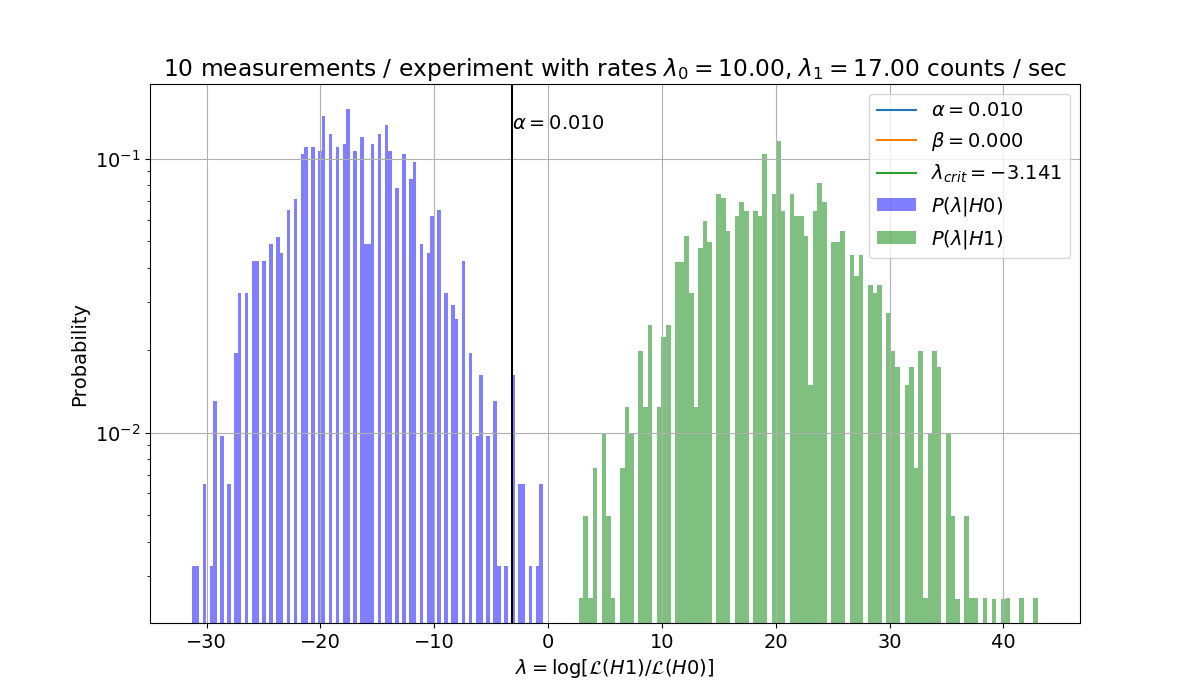 10 measurements / experiment with rates λ₀ = 10.00, λ₁ = 17.00 counts / sec
α = 0.010
α = 0.010
β = 0.000
λ_crit = −3.141
P(λ|H0)
P(λ|H1)
Probability
10⁻¹
10⁻²
−30 −20 −10 0 10 20 30 40
λ = log[ℒ(H1)/ℒ(H0)]